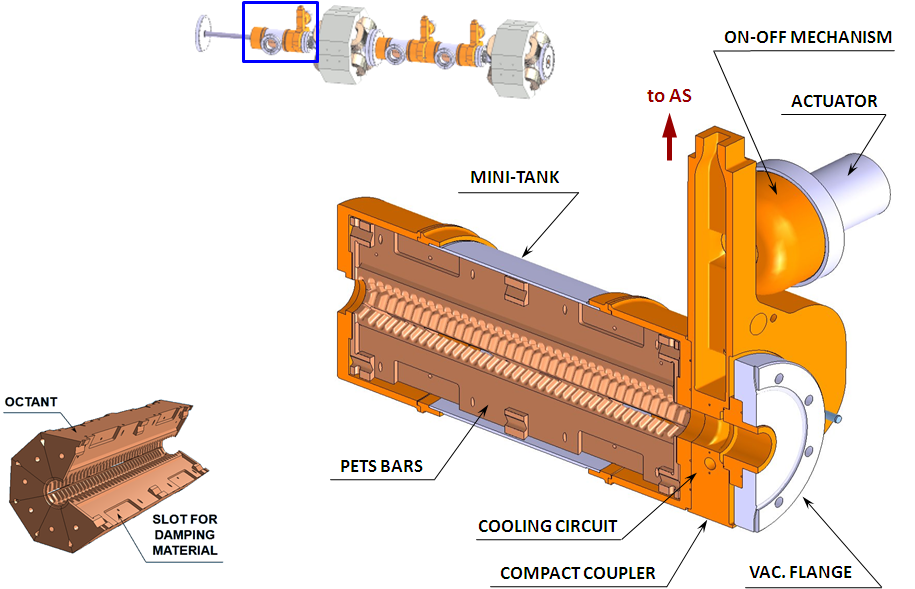 ON-OFF MECHANISM
to AS
ACTUATOR
MINI-TANK
OCTANT
PETS BARS
SLOT FOR
DAMPING
MATERIAL
COOLING CIRCUIT
COMPACT COUPLER
VAC. FLANGE